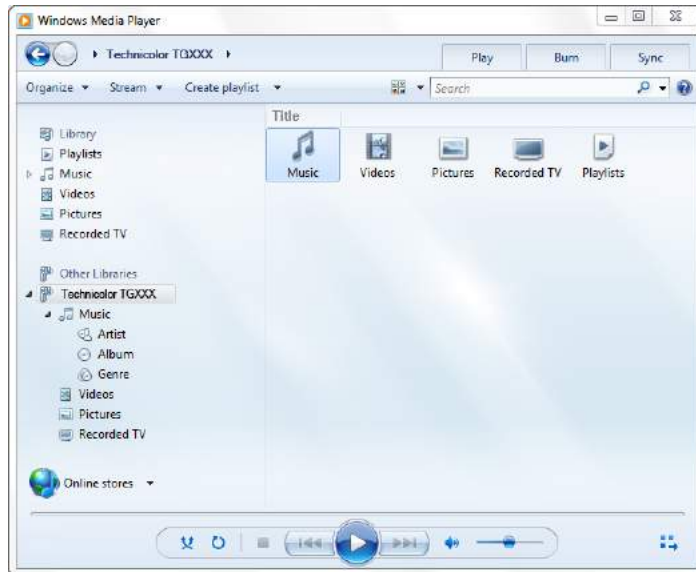 Windows Media Player
Technicolor TGXXX
Play Burn Sync
Organize Stream Create playlist Search
Title
Library
Playlists
Music
Videos
Pictures
Recorded TV
Music Videos Pictures Recorded TV Playlists
Other Libraries
Technicolor TGXXX
Music
Artist
Album
Genre
Videos
Pictures
Recorded TV
Online stores